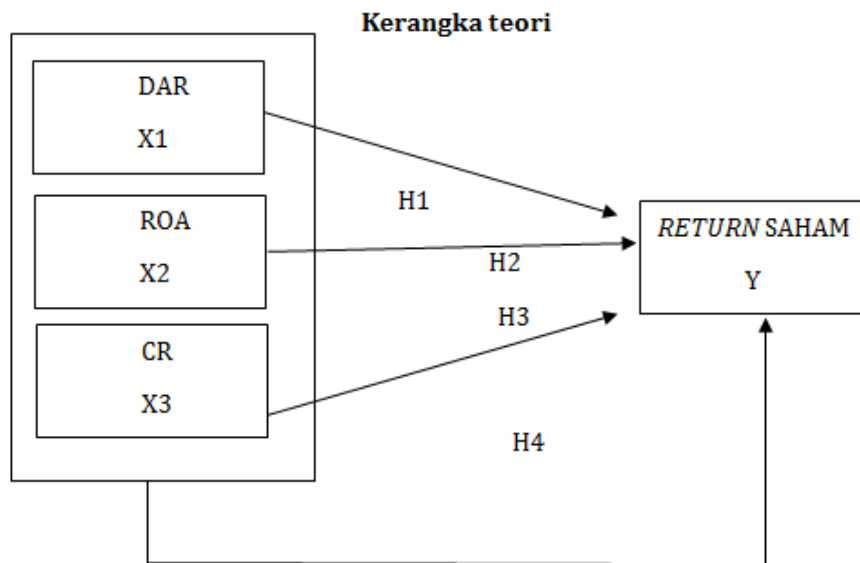 Kerangka teori
DAR
X1
ROA
X2
CR
X3
H1
H2
H3
H4
RETURN SAHAM
Y